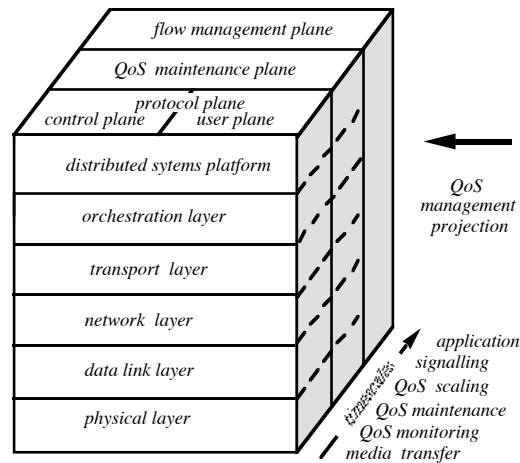 flow management plane
QoS maintenance plane
protocol plane
control plane
user plane
distributed sytems platform
orchestration layer
transport layer
network layer
data link layer
physical layer
QoS
management
projection
timescales
application
signalling
QoS scaling
QoS maintenance
QoS monitoring
media transfer